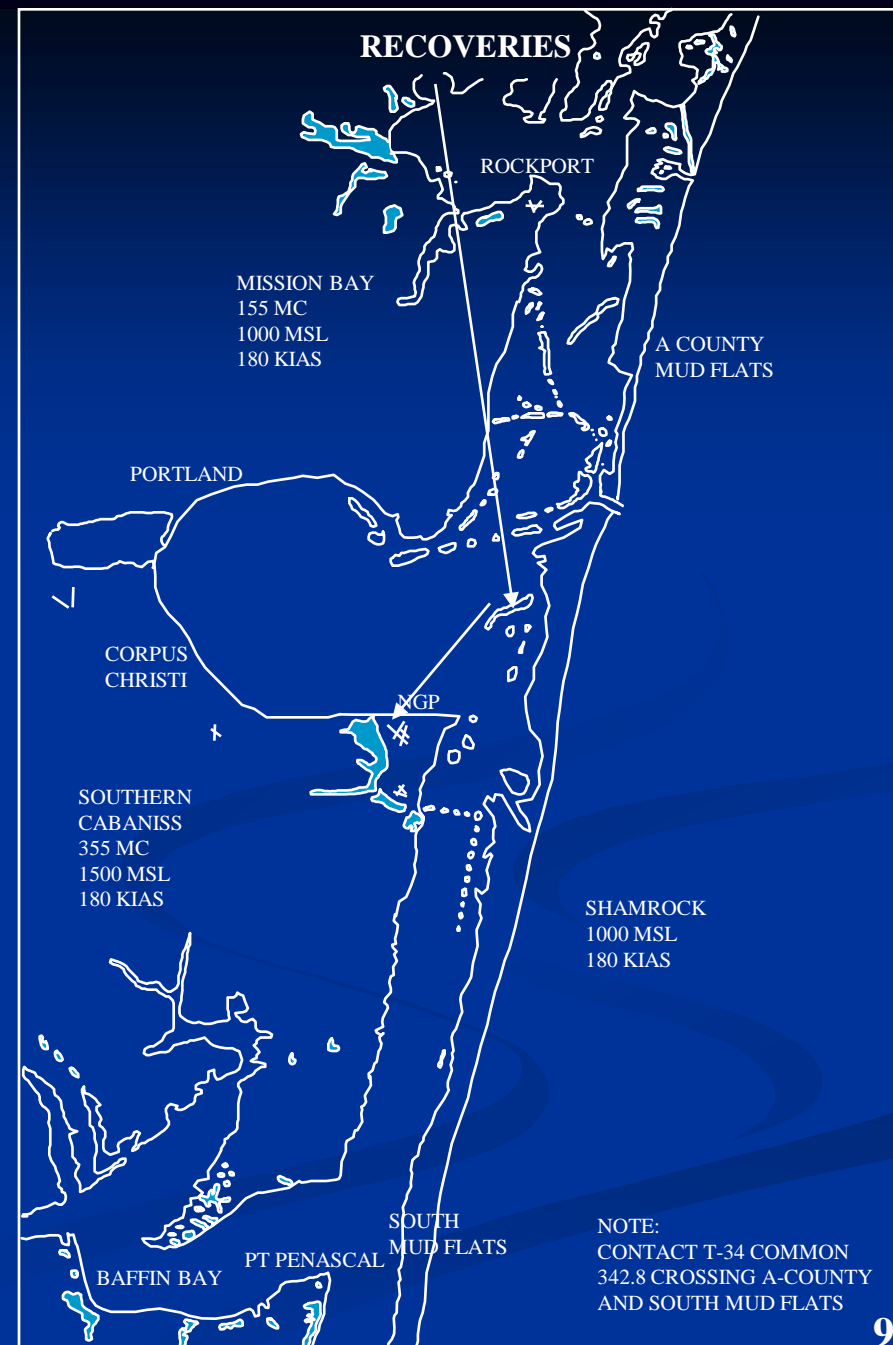 RECOVERIES
ROCKPORT
MISSION BAY
155 MC
1000 MSL
180 KIAS
A COUNTY
MUD FLATS
PORTLAND
CORPUS
CHRISTI
NGP
SOUTHERN
CABANISS
355 MC
1500 MSL
180 KIAS
SHAMROCK
1000 MSL
180 KIAS
SOUTH
MUD FLATS
PT PENASCAL
BAFFIN BAY
NOTE:
CONTACT T-34 COMMON
342.8 CROSSING A-COUNTY
AND SOUTH MUD FLATS
9